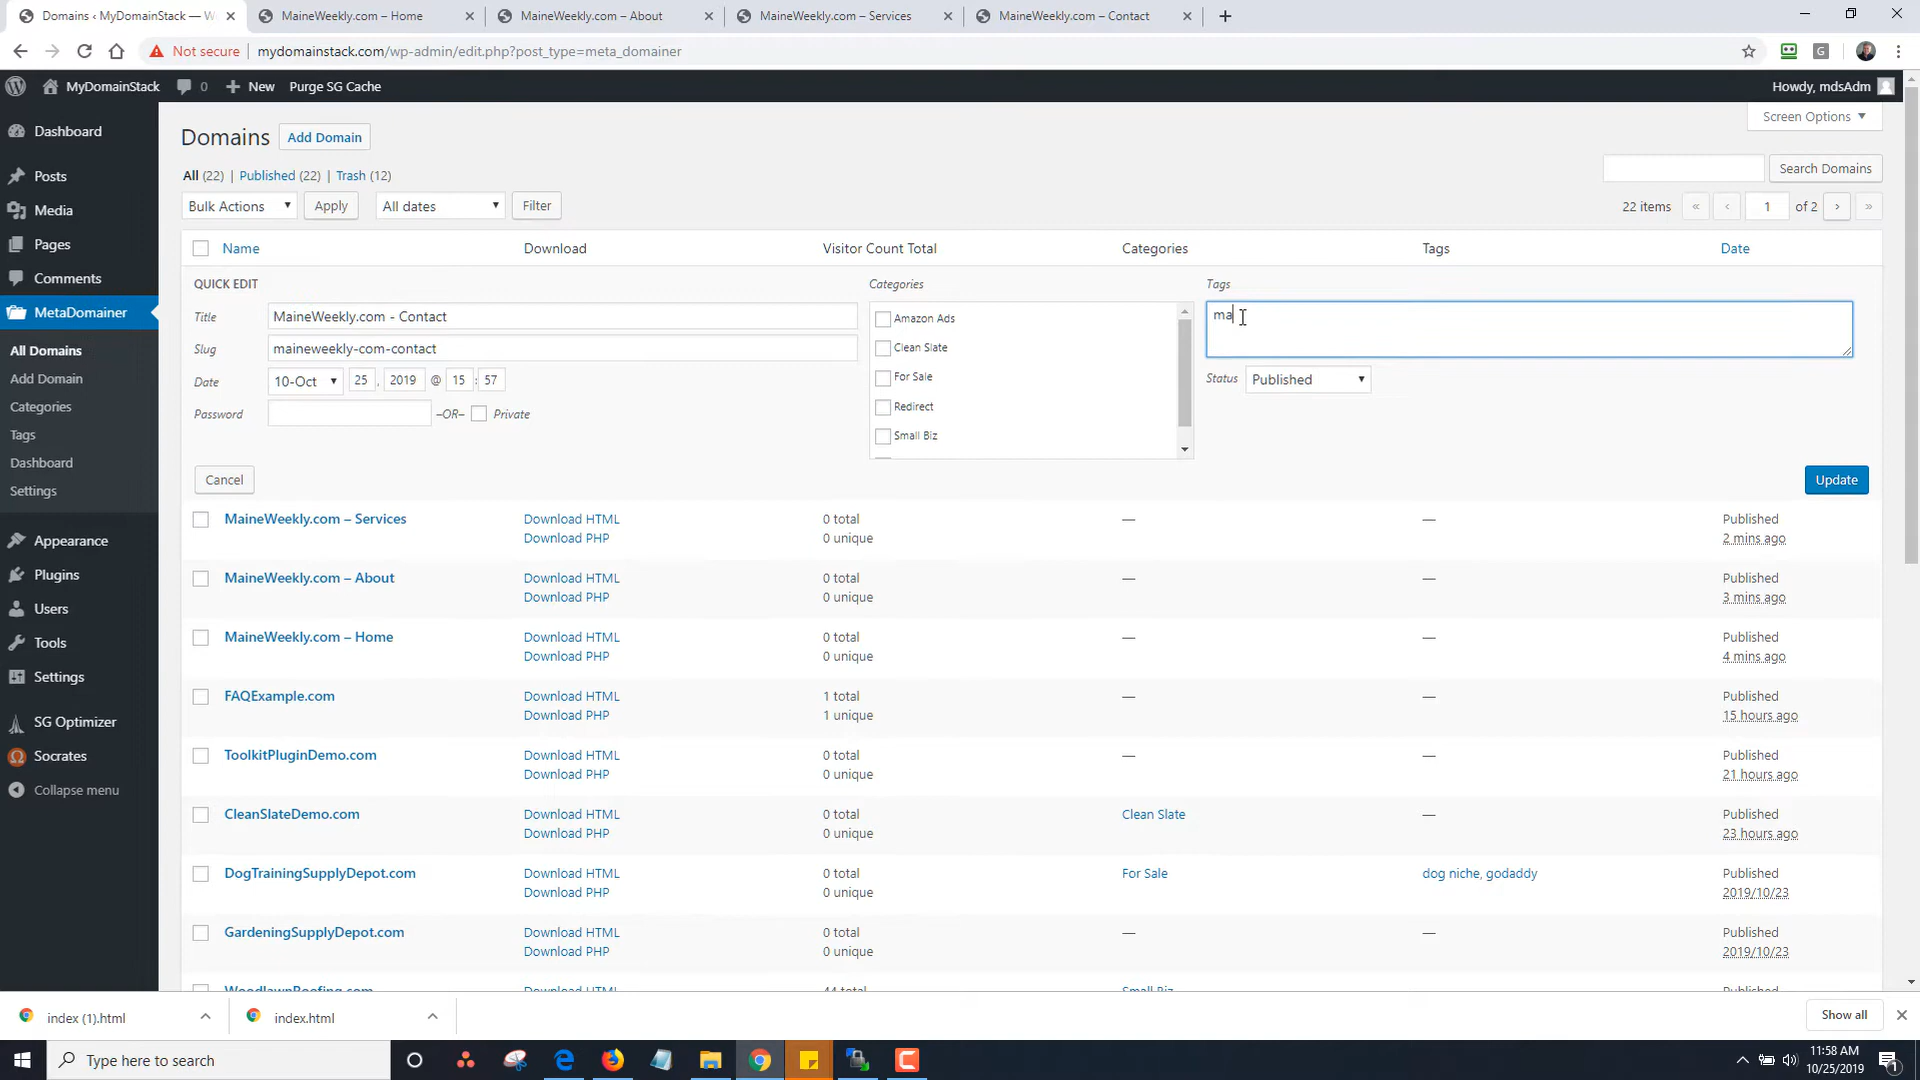 Domains ‹ MyDomainStack — W
MaineWeekly.com – Home
MaineWeekly.com – About
MaineWeekly.com – Services
MaineWeekly.com – Contact
Not secure
mydomainstack.com/wp-admin/edit.php?post_type=meta_domainer
G
MyDomainStack
0
New
Purge SG Cache
Howdy, mdsAdm
Dashboard
Posts
Media
Pages
Comments
MetaDomainer
All Domains
Add Domain
Categories
Tags
Dashboard
Settings
Appearance
Plugins
Users
Tools
Settings
SG Optimizer
Socrates
Collapse menu
Domains
Add Domain
Screen Options
All (22) | Published (22) | Trash (12)
Search Domains
Bulk Actions
Apply
All dates
Filter
22 items
« ‹ 1 of 2 › »
Name
Download
Visitor Count Total
Categories
Tags
Date
QUICK EDIT
Title
MaineWeekly.com - Contact
Slug
maineweekly-com-contact
Date
10-Oct 25 , 2019 @ 15 : 57
Password
–OR–
Private
Categories
Amazon Ads
Clean Slate
For Sale
Redirect
Small Biz
Tags
ma
Status
Published
Cancel
Update
MaineWeekly.com – Services
Download HTML
Download PHP
0 total
0 unique
—
—
Published
2 mins ago
MaineWeekly.com – About
Download HTML
Download PHP
0 total
0 unique
—
—
Published
3 mins ago
MaineWeekly.com – Home
Download HTML
Download PHP
0 total
0 unique
—
—
Published
4 mins ago
FAQExample.com
Download HTML
Download PHP
1 total
1 unique
—
—
Published
15 hours ago
ToolkitPluginDemo.com
Download HTML
Download PHP
0 total
0 unique
—
—
Published
21 hours ago
CleanSlateDemo.com
Download HTML
Download PHP
0 total
0 unique
Clean Slate
—
Published
23 hours ago
DogTrainingSupplyDepot.com
Download HTML
Download PHP
0 total
0 unique
For Sale
dog niche, godaddy
Published
2019/10/23
GardeningSupplyDepot.com
Download HTML
Download PHP
0 total
0 unique
—
—
Published
2019/10/23
WoodlawnRoofing.com
Download HTML
44 total
Small Biz
Published
index (1).html
index.html
Show all
Type here to search
11:58 AM
10/25/2019
1